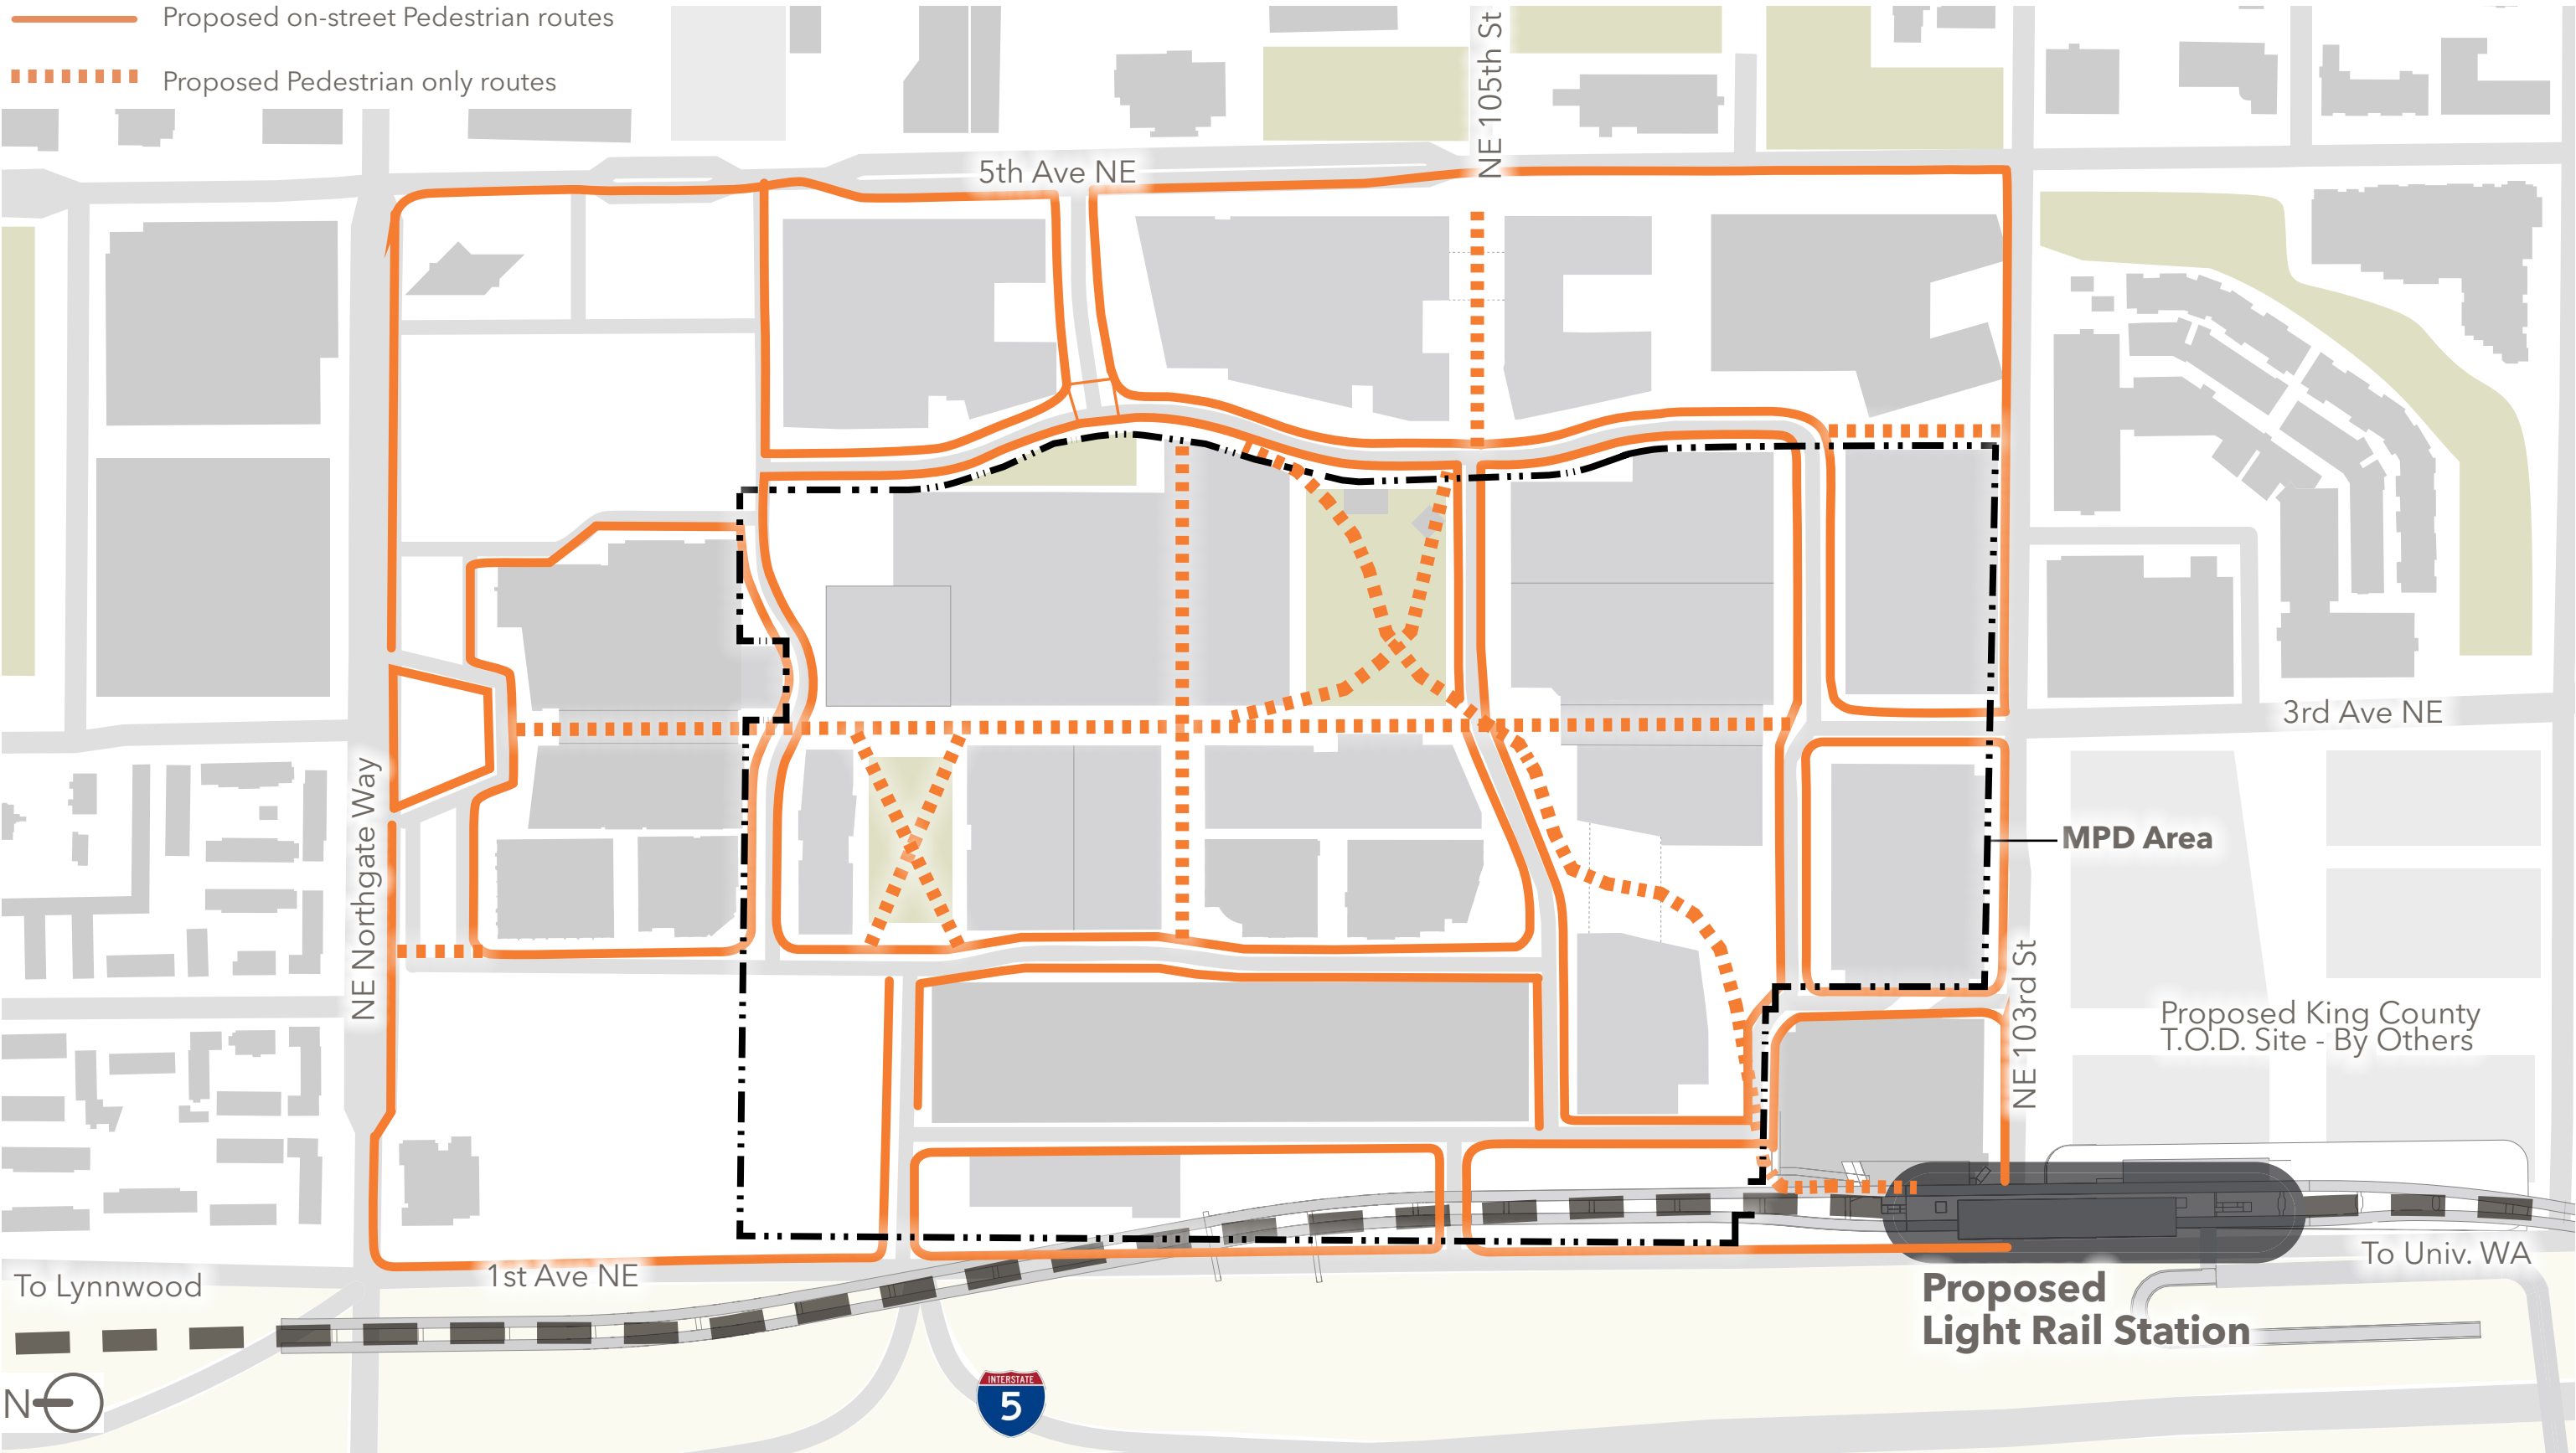 Proposed on-street Pedestrian routes
Proposed Pedestrian only routes
NE 105th St
5th Ave NE
3rd Ave NE
NE Northgate Way
MPD Area
NE 103rd St
Proposed King County
T.O.D. Site - By Others
1st Ave NE
To Lynnwood
To Univ. WA
Proposed
Light Rail Station
N
INTERSTATE
5